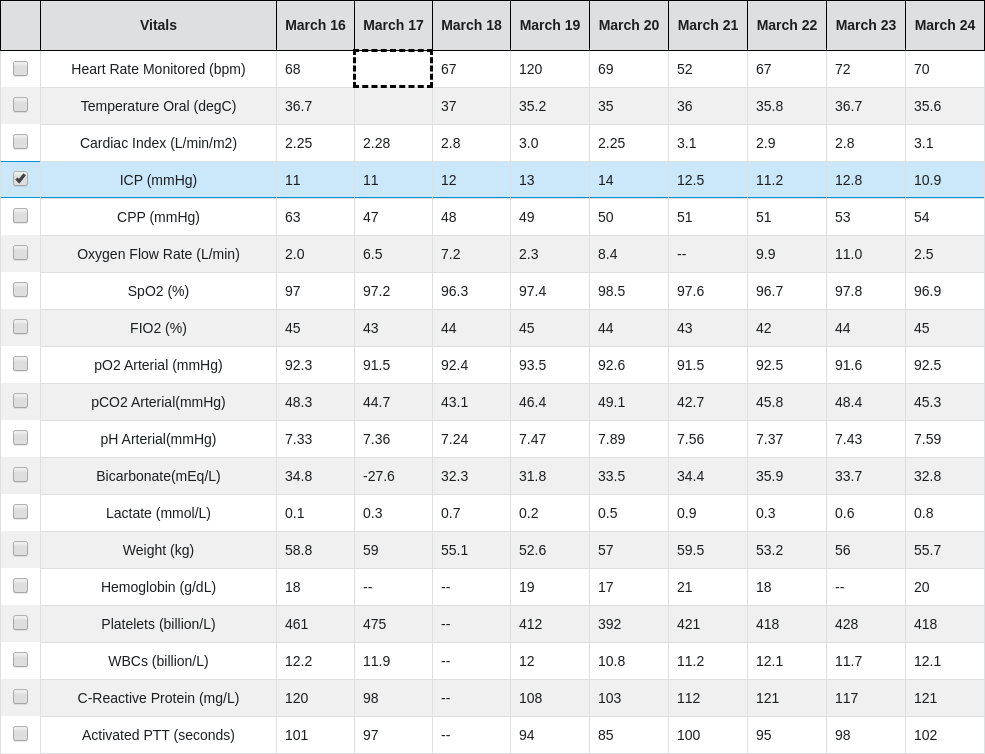 Vitals March 16 March 17 March 18 March 19 March 20 March 21 March 22 March 23 March 24
Heart Rate Monitored (bpm) 68 67 120 69 52 67 72 70
Temperature Oral (degC) 36.7 37 35.2 35 36 35.8 36.7 35.6
Cardiac Index (L/min/m2) 2.25 2.28 2.8 3.0 2.25 3.1 2.9 2.8 3.1
ICP (mmHg) 11 11 12 13 14 12.5 11.2 12.8 10.9
CPP (mmHg) 63 47 48 49 50 51 51 53 54
Oxygen Flow Rate (L/min) 2.0 6.5 7.2 2.3 8.4 -- 9.9 11.0 2.5
SpO2 (%) 97 97.2 96.3 97.4 98.5 97.6 96.7 97.8 96.9
FIO2 (%) 45 43 44 45 44 43 42 44 45
pO2 Arterial (mmHg) 92.3 91.5 92.4 93.5 92.6 91.5 92.5 91.6 92.5
pCO2 Arterial(mmHg) 48.3 44.7 43.1 46.4 49.1 42.7 45.8 48.4 45.3
pH Arterial(mmHg) 7.33 7.36 7.24 7.47 7.89 7.56 7.37 7.43 7.59
Bicarbonate(mEq/L) 34.8 -27.6 32.3 31.8 33.5 34.4 35.9 33.7 32.8
Lactate (mmol/L) 0.1 0.3 0.7 0.2 0.5 0.9 0.3 0.6 0.8
Weight (kg) 58.8 59 55.1 52.6 57 59.5 53.2 56 55.7
Hemoglobin (g/dL) 18 -- -- 19 17 21 18 -- 20
Platelets (billion/L) 461 475 -- 412 392 421 418 428 418
WBCs (billion/L) 12.2 11.9 -- 12 10.8 11.2 12.1 11.7 12.1
C-Reactive Protein (mg/L) 120 98 -- 108 103 112 121 117 121
Activated PTT (seconds) 101 97 -- 94 85 100 95 98 102